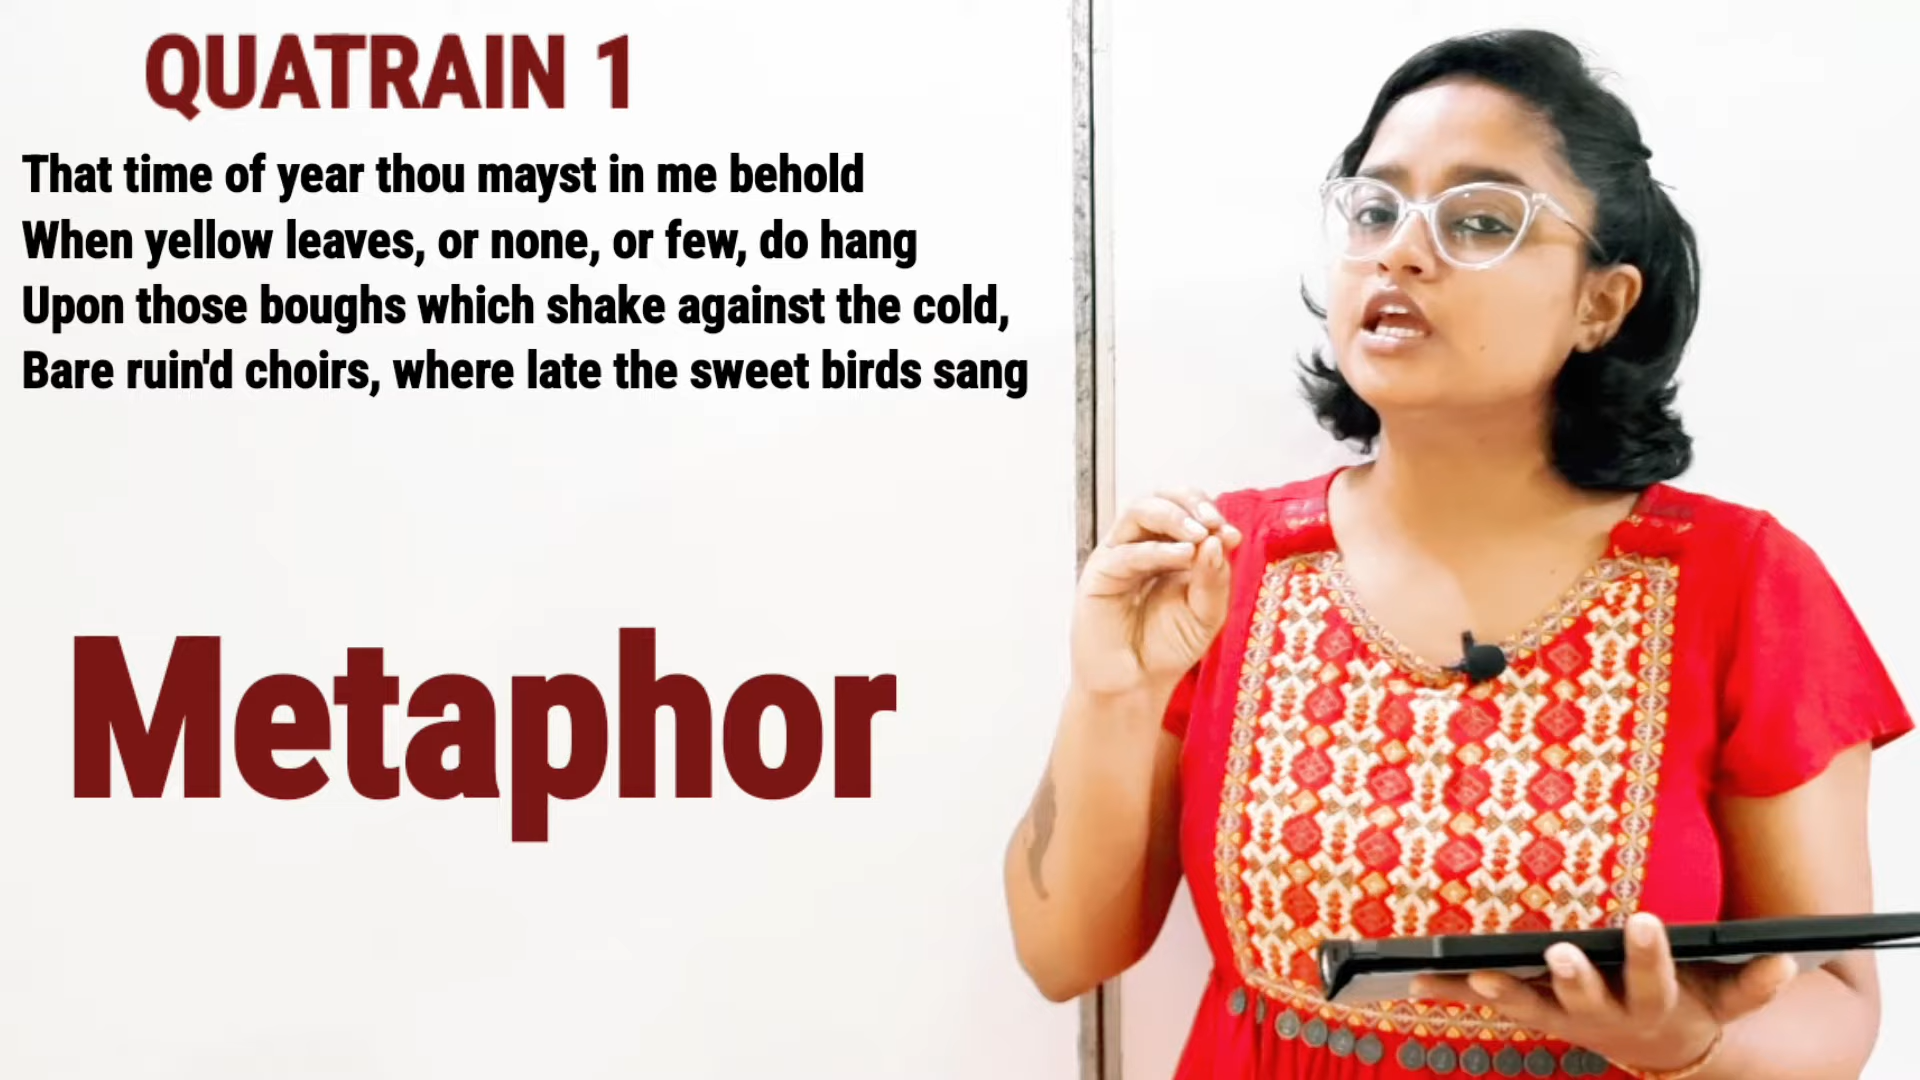 QUATRAIN 1
That time of year thou mayst in me behold
When yellow leaves, or none, or few, do hang
Upon those boughs which shake against the cold,
Bare ruin'd choirs, where late the sweet birds sang
Metaphor